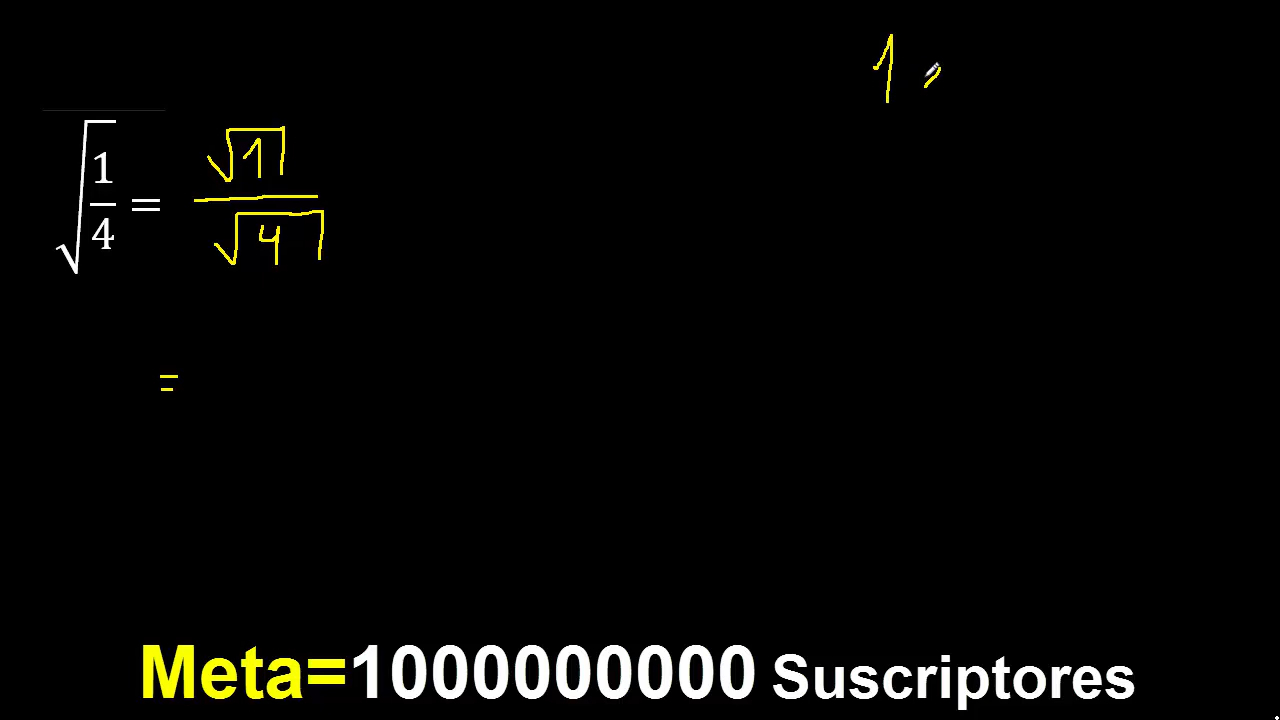 1
√(1/4) = √1 / √4
=
Meta=1000000000 Suscriptores